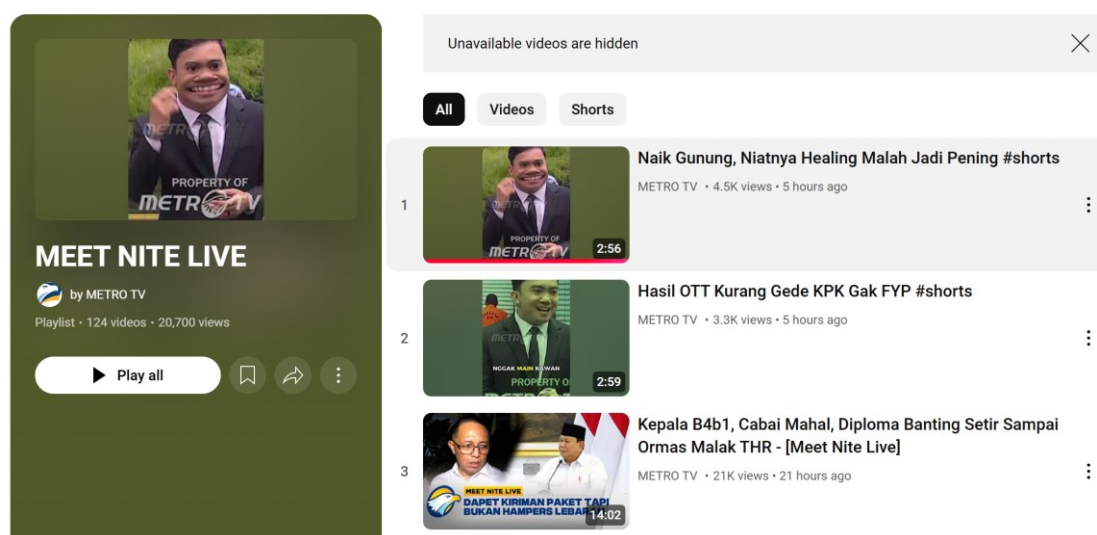 METRO TV
PROPERTY OF
METRO TV
MEET NITE LIVE
by METRO TV
Playlist • 124 videos • 20,700 views
Play all
Unavailable videos are hidden
All Videos Shorts
1
PROPERTY OF
METRO TV
2:56
Naik Gunung, Niatnya Healing Malah Jadi Pening #shorts
METRO TV • 4.5K views • 5 hours ago
2
NGGAK MAIN KAWAN
PROPERTY O
2:59
Hasil OTT Kurang Gede KPK Gak FYP #shorts
METRO TV • 3.3K views • 5 hours ago
3
MEET NITE LIVE
DAPET KIRIMAN PAKET TAPI
BUKAN HAMPERS LEBARAN
14:02
Kepala B4b1, Cabai Mahal, Diploma Banting Setir Sampai
Ormas Malak THR - [Meet Nite Live]
METRO TV • 21K views • 21 hours ago